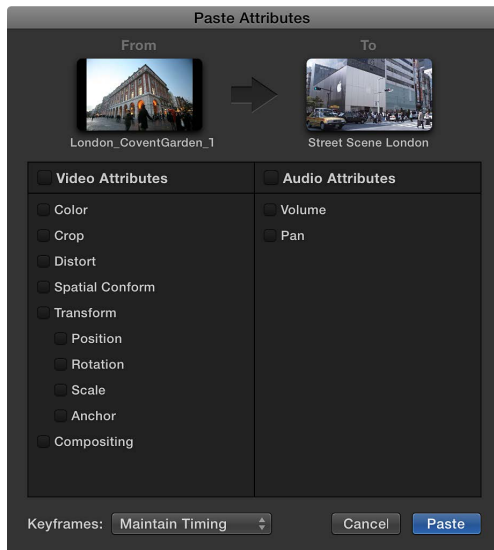 Paste Attributes
From To
London_CoventGarden_1 Street Scene London
Video Attributes Audio Attributes
Color Volume
Crop Pan
Distort
Spatial Conform
Transform
Position
Rotation
Scale
Anchor
Compositing
Keyframes: Maintain Timing Cancel Paste